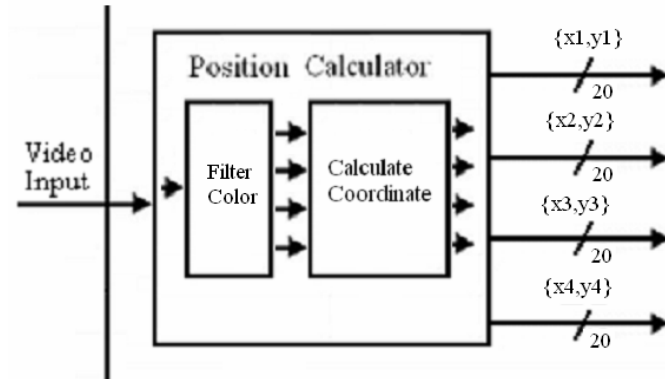 {x1,y1}
Position Calculator
20
{x2,y2}
Video
Input
Filter
Color
Calculate
Coordinate
20
{x3,y3}
20
{x4,y4}
20